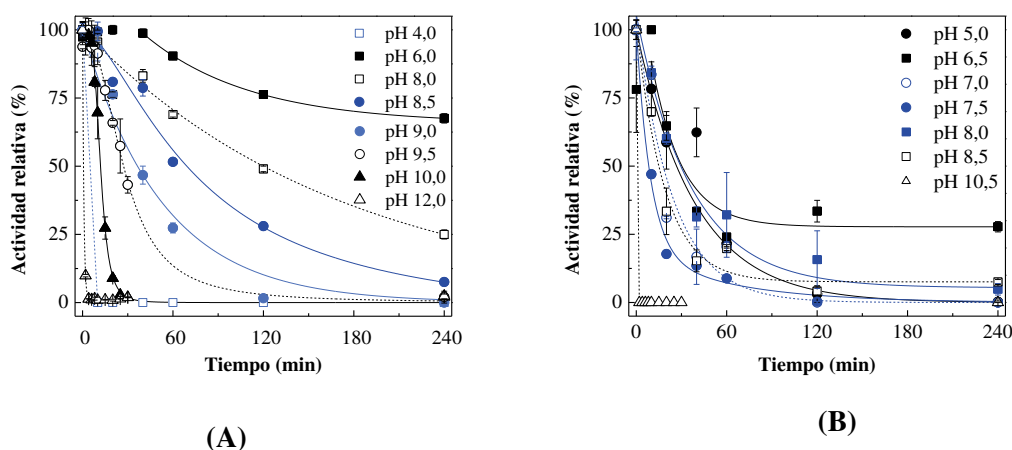 100
75
50
25
0
Actividad relativa (%)
0 60 120 180 240
Tiempo (min)
pH 4,0
pH 6,0
pH 8,0
pH 8,5
pH 9,0
pH 9,5
pH 10,0
pH 12,0
(A)
100
75
50
25
0
Actividad relativa (%)
0 60 120 180 240
Tiempo (min)
pH 5,0
pH 6,5
pH 7,0
pH 7,5
pH 8,0
pH 8,5
pH 10,5
(B)